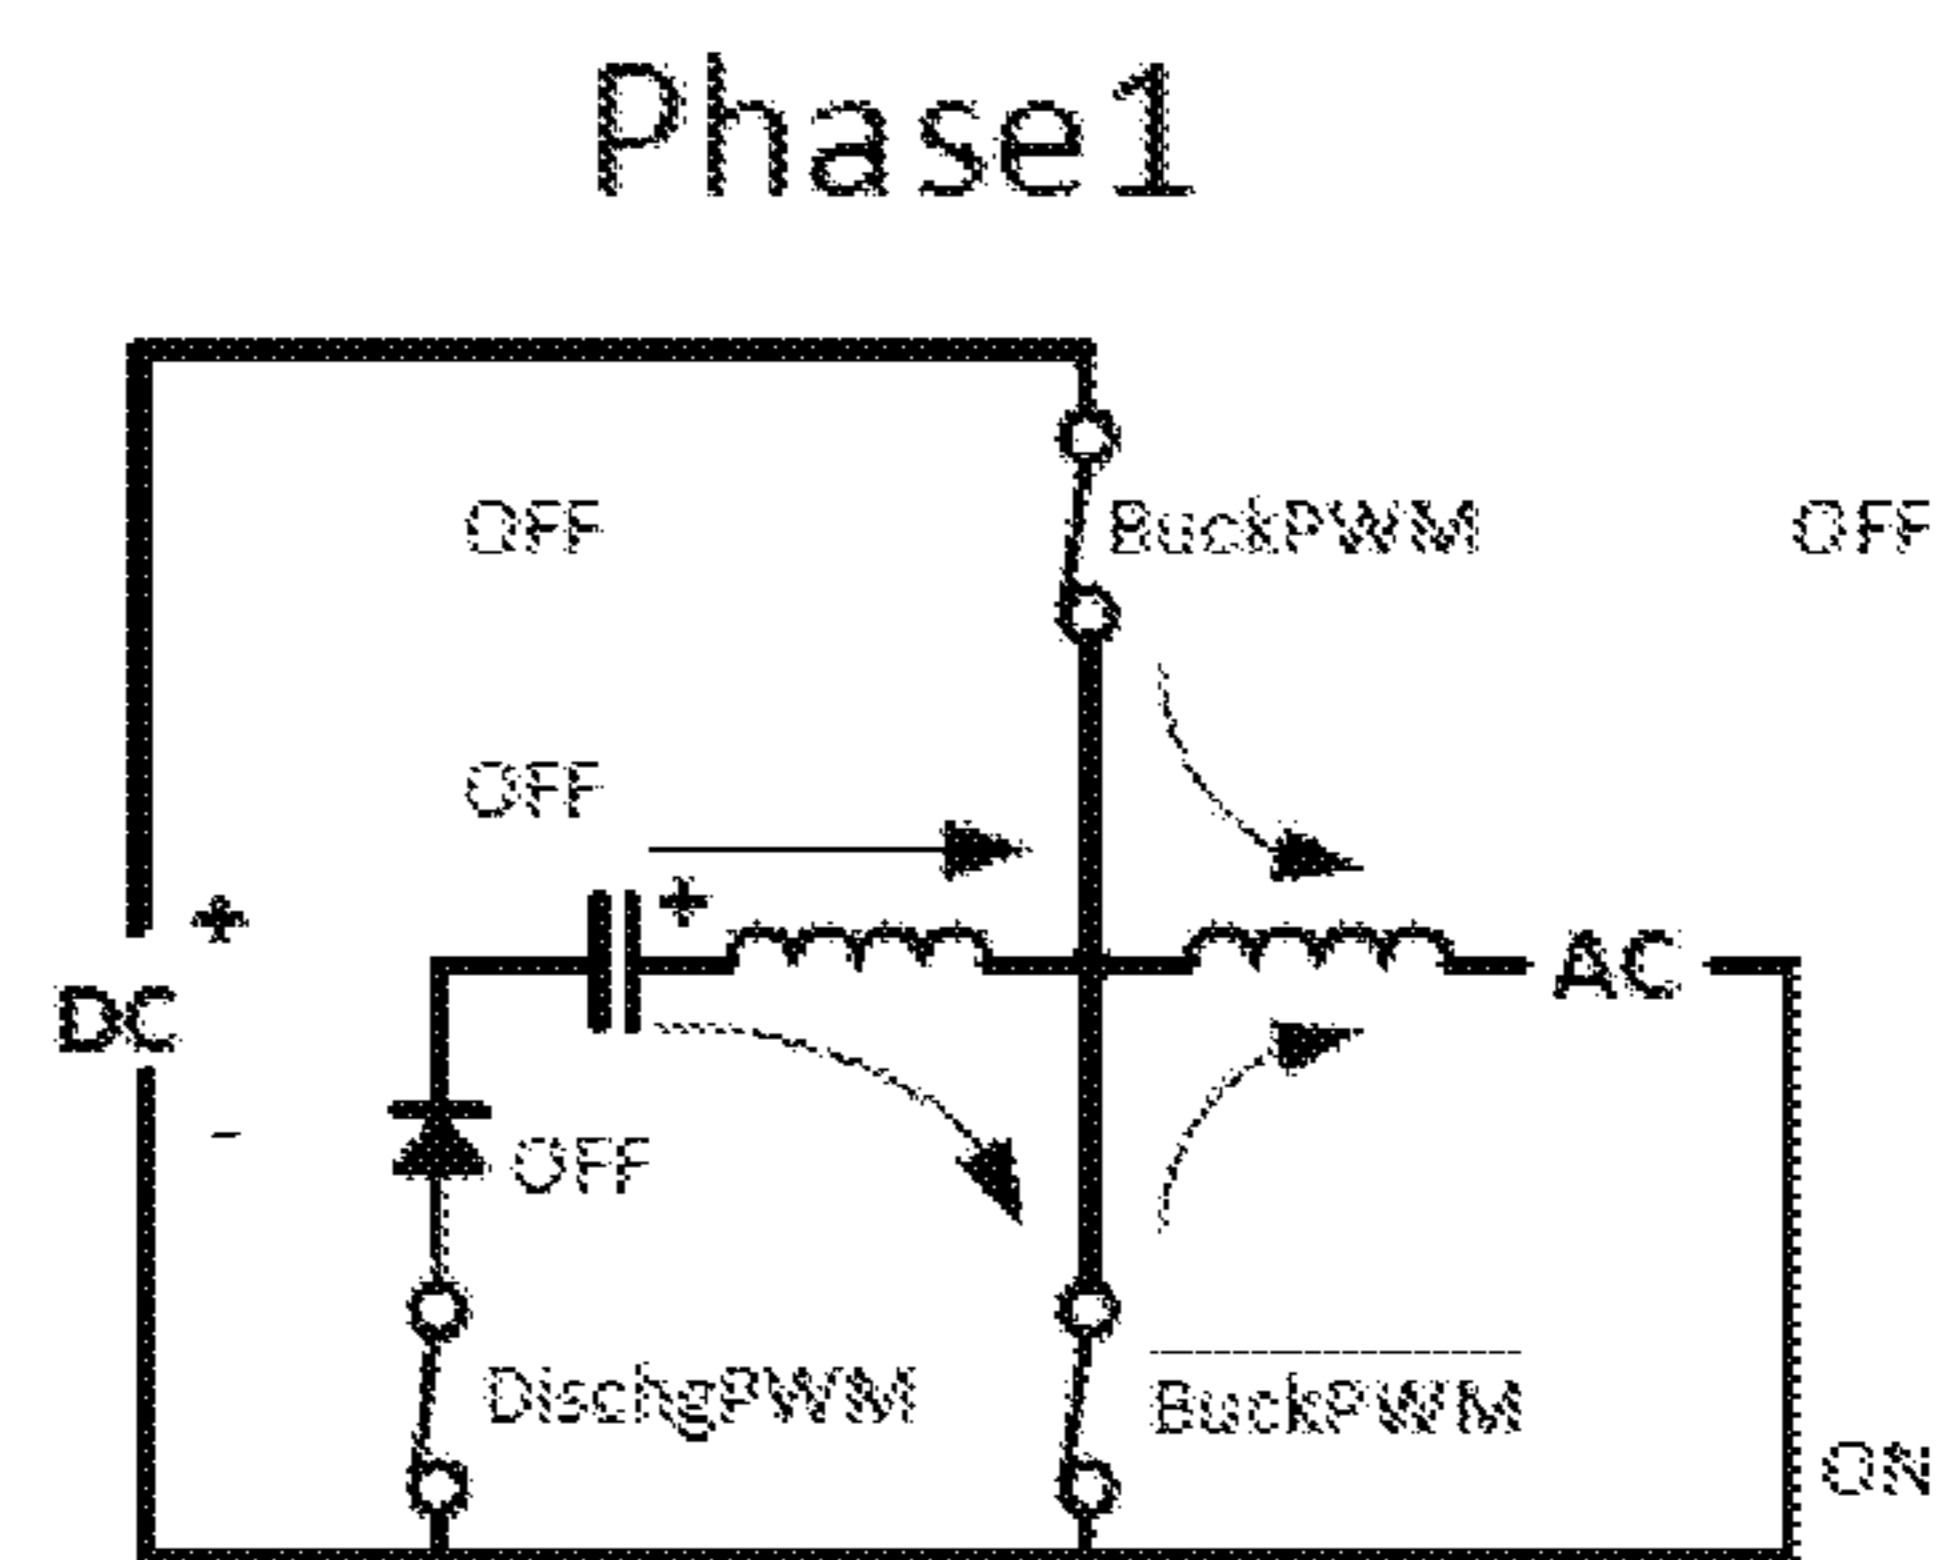 Phase1
OFF
BuckPWM
OFF
OFF
+
+
AC
DC
-
OFF
DischgPWM
BuckPWM
ON